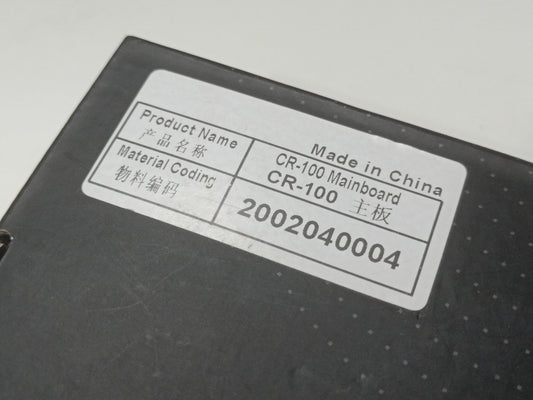 Made in China
Product Name
产品名称
CR-100 Mainboard
CR-100 主板
Material Coding
物料编码
2002040004